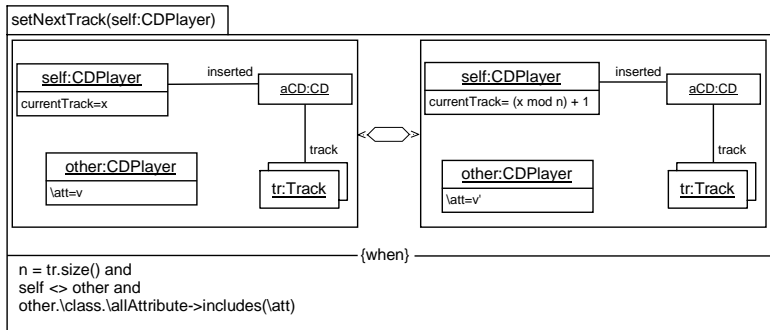 setNextTrack(self:CDPlayer)
self:CDPlayer
currentTrack=x
inserted
aCD:CD
track
tr:Track
other:CDPlayer
\att=v
self:CDPlayer
currentTrack= (x mod n) + 1
inserted
aCD:CD
track
tr:Track
other:CDPlayer
\att=v'
{when}
n = tr.size() and
self <> other and
other.\class.\allAttribute->includes(\att)